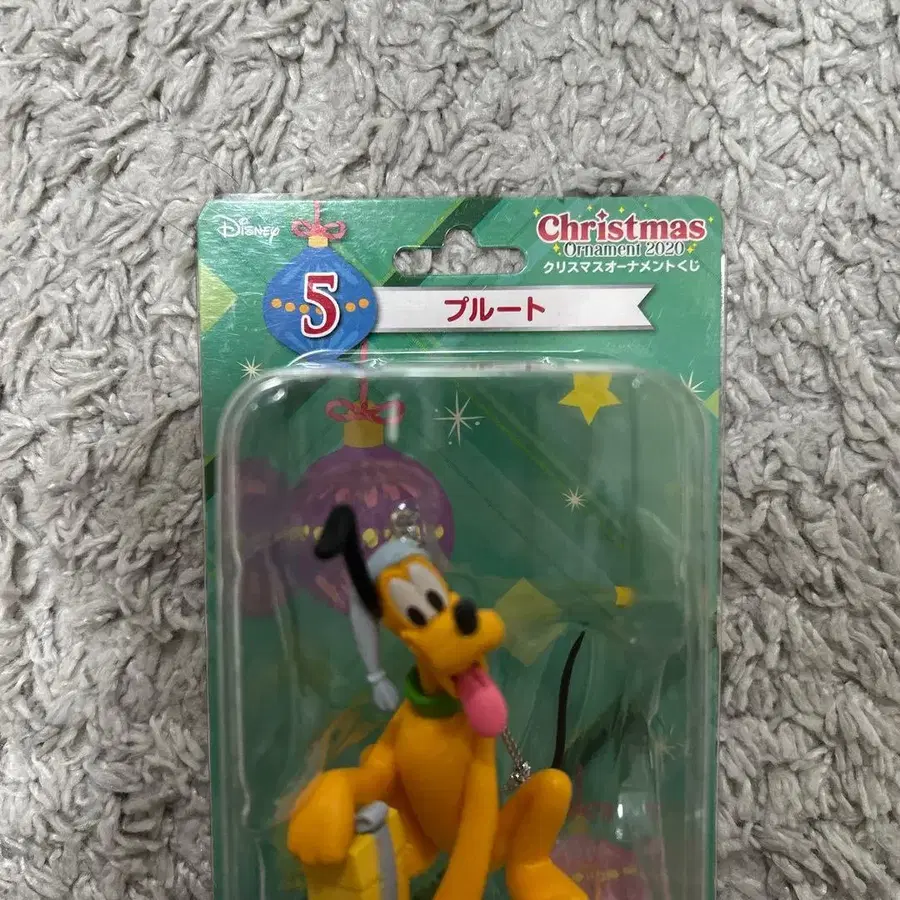 Disney
Christmas
Ornament 2020
クリスマスオーナメントくじ
5
プルート